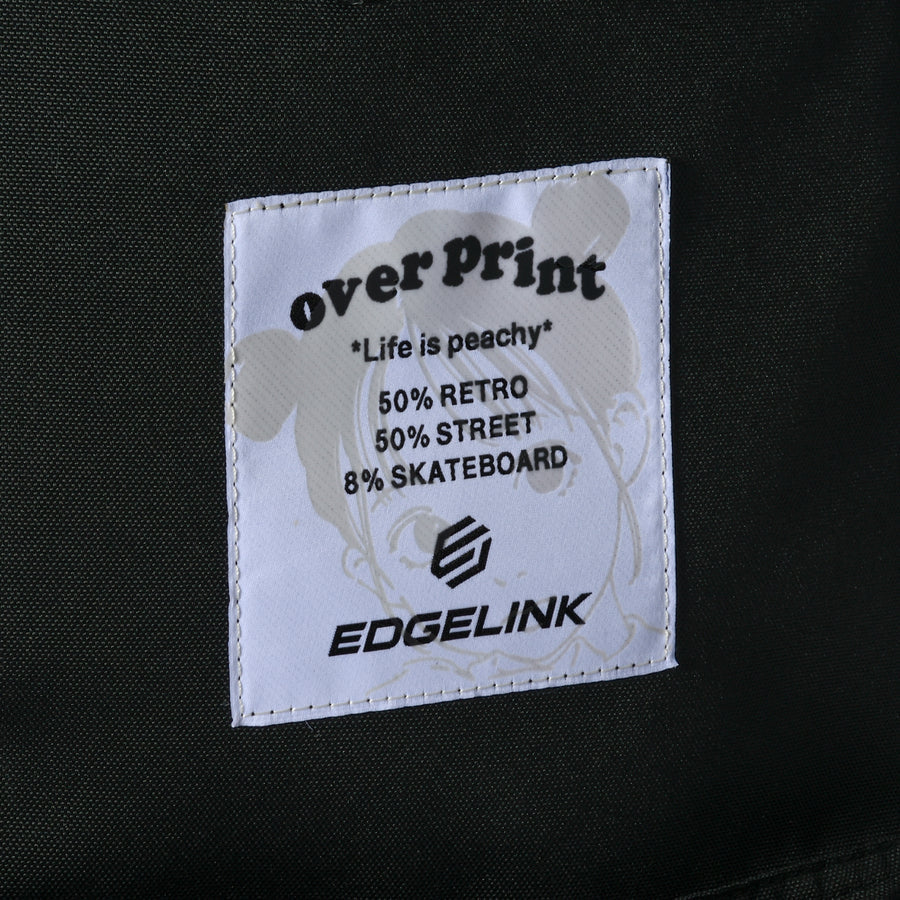 over print
*Life is peachy*
50% RETRO
50% STREET
8% SKATEBOARD
EDGELINK